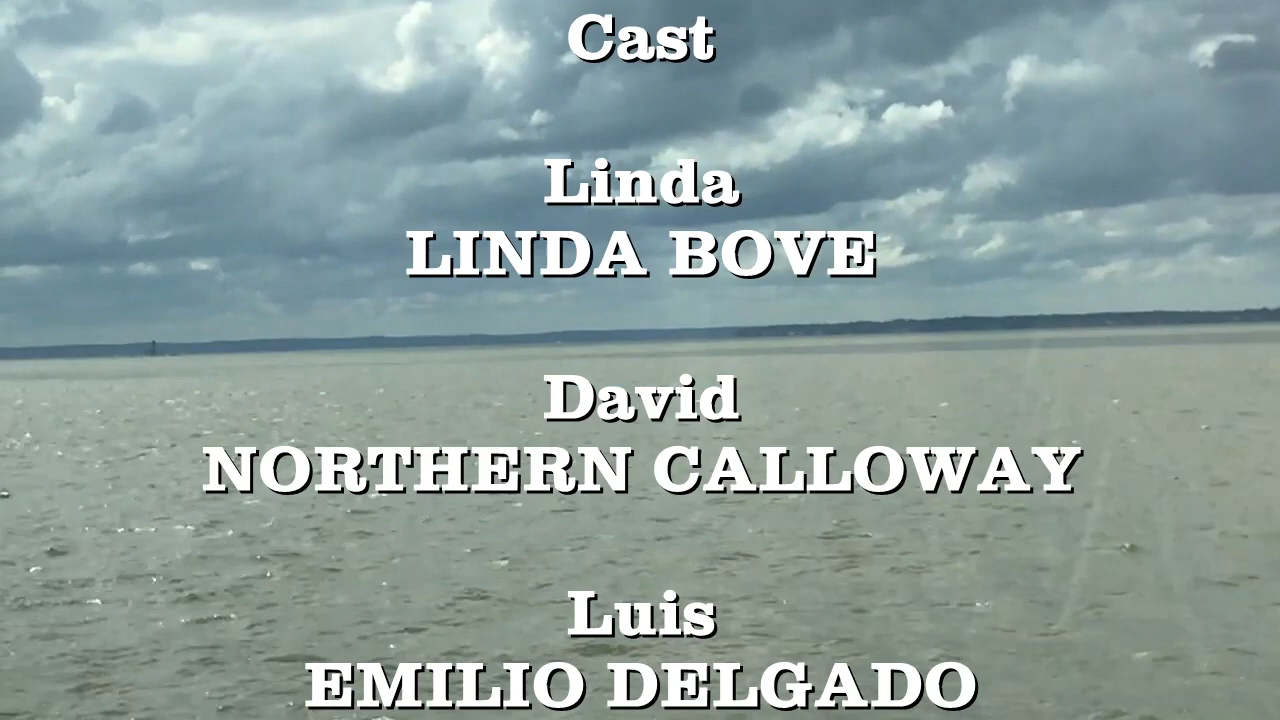 Cast
Linda
LINDA BOVE
David
NORTHERN CALLOWAY
Luis
EMILIO DELGADO